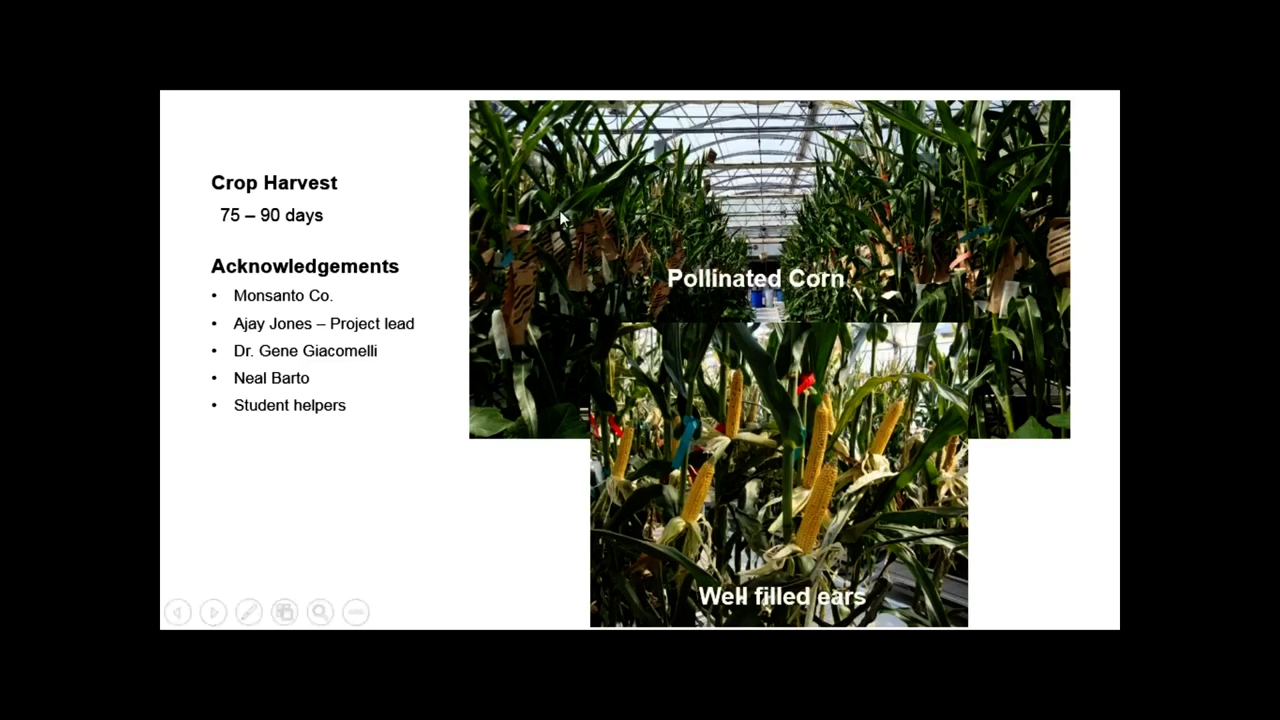 Crop Harvest
75 – 90 days
Acknowledgements
• Monsanto Co.
• Ajay Jones – Project lead
• Dr. Gene Giacomelli
• Neal Barto
• Student helpers
Pollinated Corn
Well filled ears